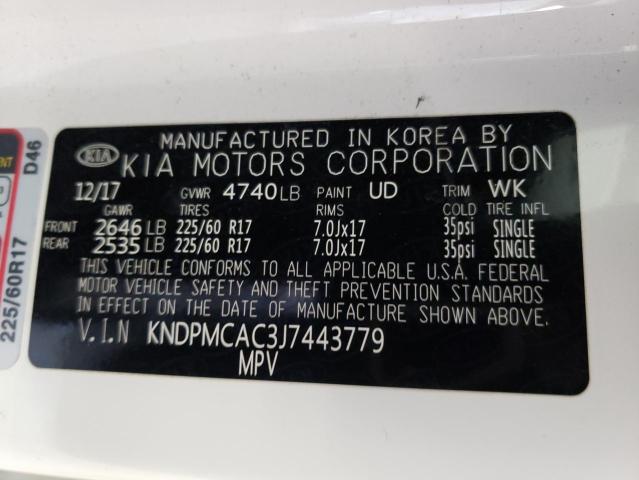 MANUFACTURED IN KOREA BY
KIA KIA MOTORS CORPORATION
12/17 GVWR 4740 LB PAINT UD TRIM WK
GAWR TIRES RIMS COLD TIRE INFL
FRONT 2646 LB 225/60 R17 7.0Jx17 35psi SINGLE
REAR 2535 LB 225/60 R17 7.0Jx17 35psi SINGLE
THIS VEHICLE CONFORMS TO ALL APPLICABLE U.S.A. FEDERAL
MOTOR VEHICLE SAFETY AND THEFT PREVENTION STANDARDS
IN EFFECT ON THE DATE OF MANUFACTURE SHOWN ABOVE.
V.I.N KNDPMCAC3J7443779
MPV
D46
225/60R17